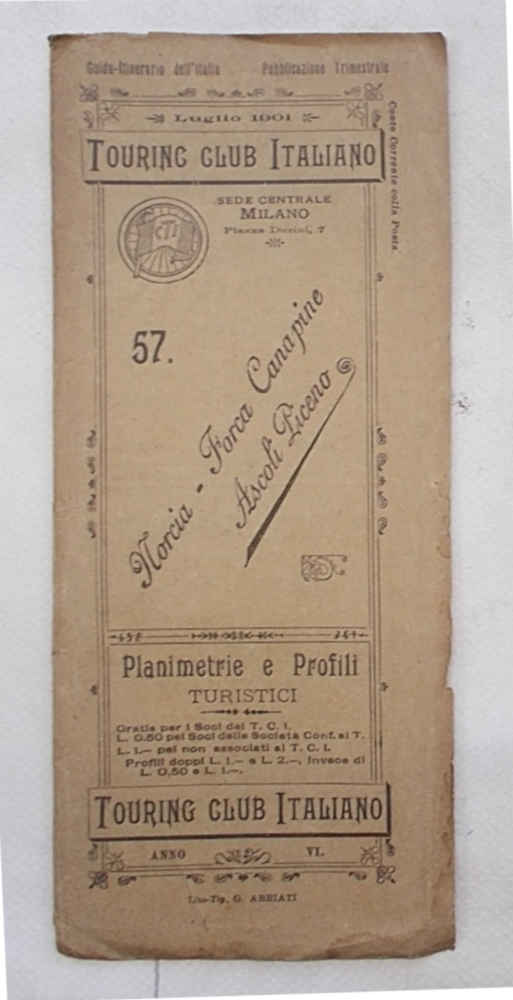 Guida-Itinerario dell'Italia Pubblicazione Trimestrale
Luglio 1901
TOURING CLUB ITALIANO
Conto Corrente colla Posta.
SEDE CENTRALE
MILANO
Piazza Durini, 7
CTI
57.
Norcia - Forca Canapine
Ascoli Piceno
Planimetrie e Profili
TURISTICI
Gratis per i Soci del T. C. I.
L. 0.50 pei Soci delle Società Conf. al T.
L. 1.— pei non associati al T. C. I.
Profili doppi L. 1.— e L. 2.—, invece di
L. 0,50 e L. 1.—.
TOURING CLUB ITALIANO
ANNO VI.
Lito-Tip. G. ABBIATI